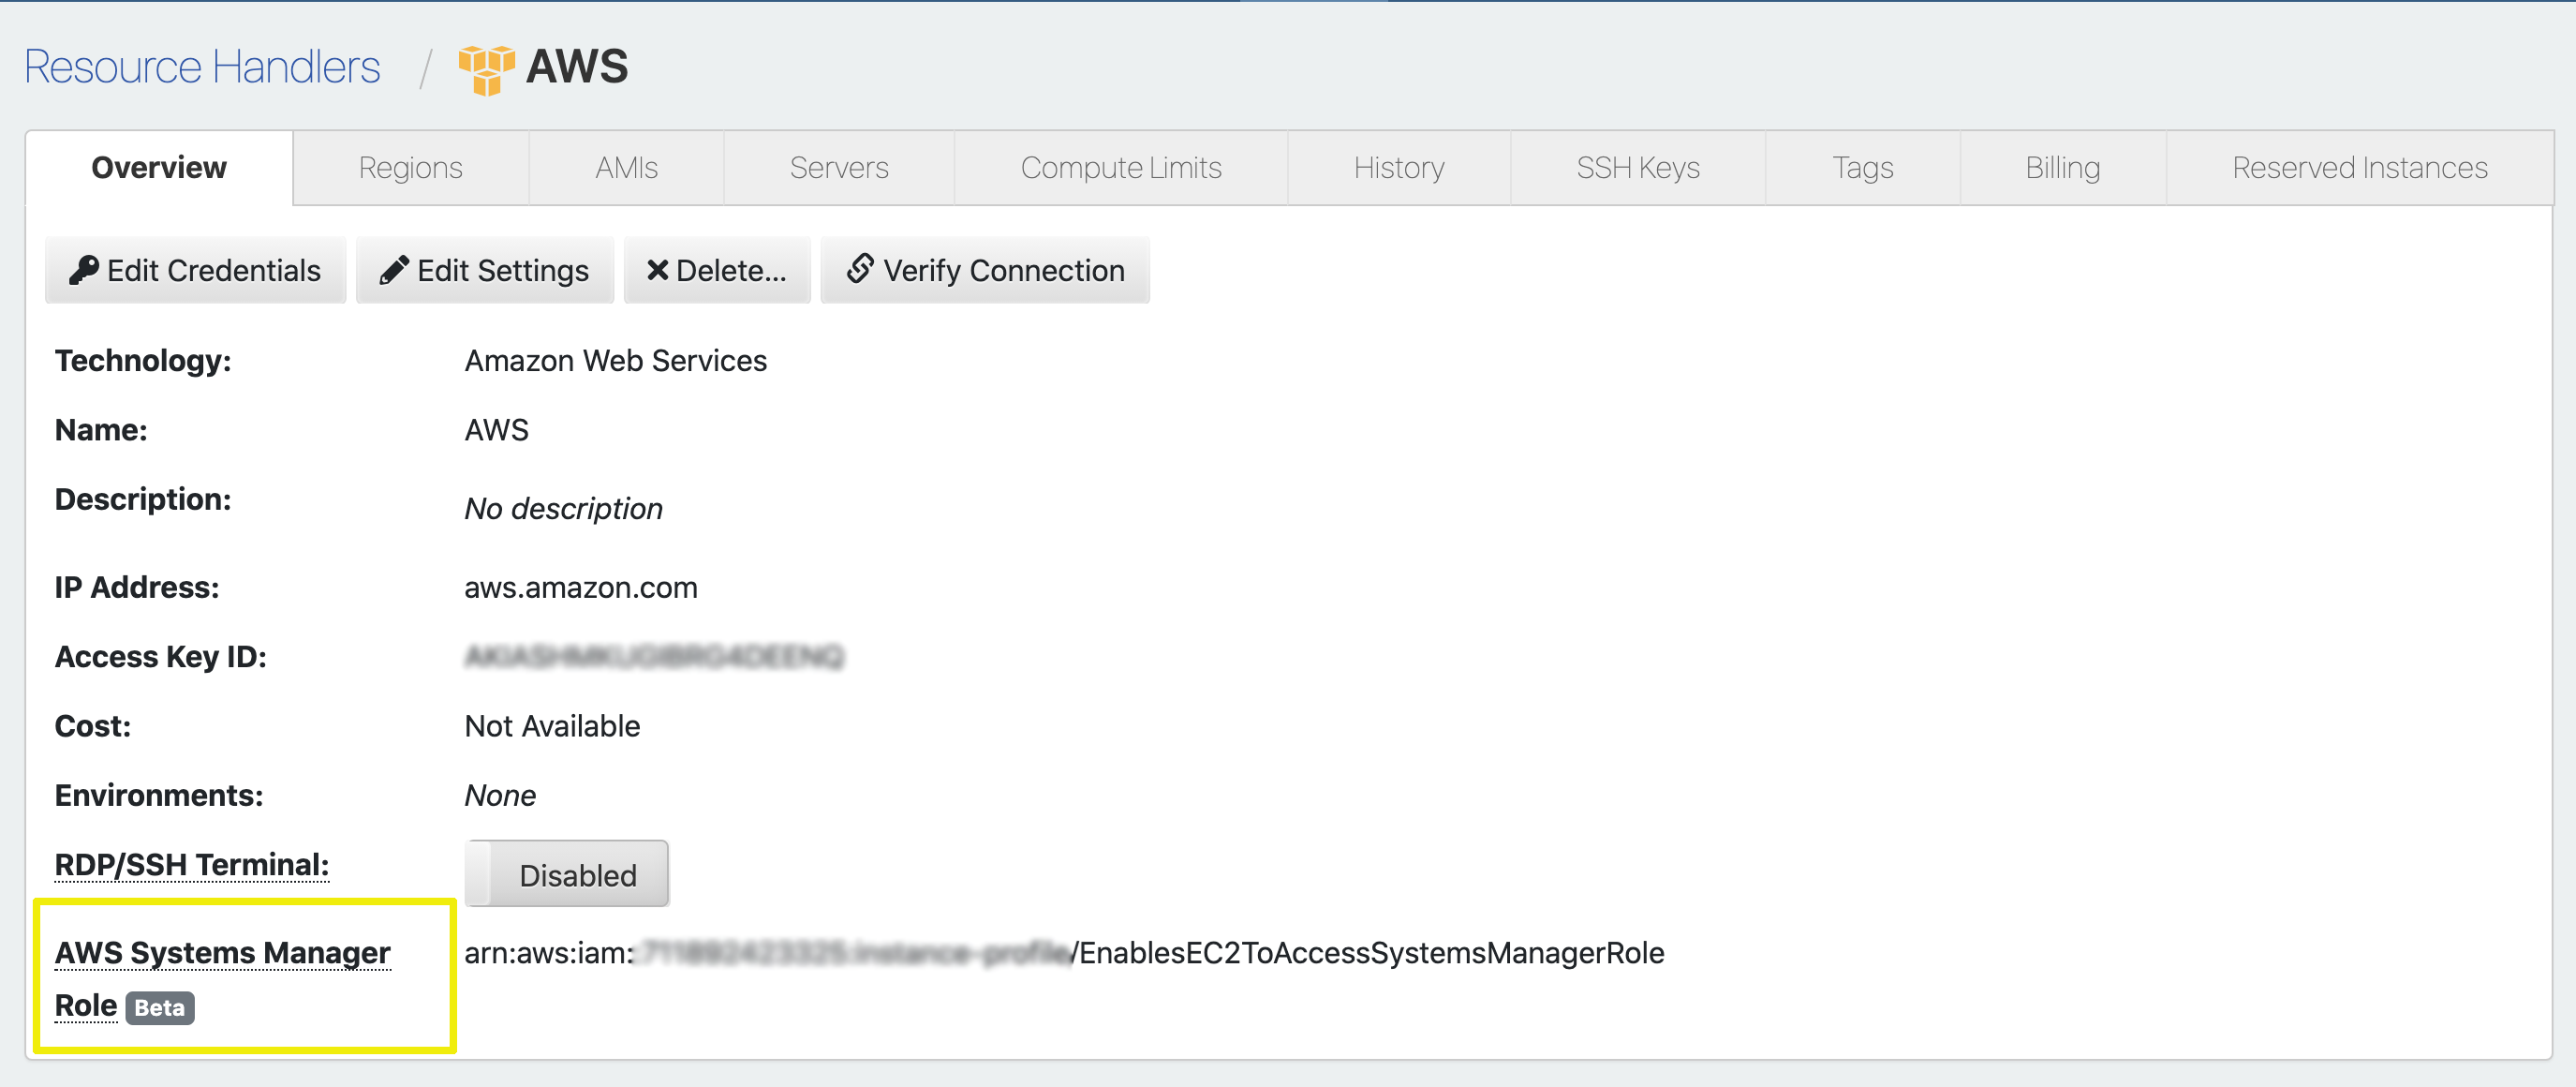 Resource Handlers / AWS
Overview Regions AMIs Servers Compute Limits History SSH Keys Tags Billing Reserved Instances
Edit Credentials Edit Settings Delete... Verify Connection
Technology: Amazon Web Services
Name: AWS
Description: No description
IP Address: aws.amazon.com
Access Key ID:
Cost: Not Available
Environments: None
RDP/SSH Terminal: Disabled
AWS Systems Manager arn:aws:iam: /EnablesEC2ToAccessSystemsManagerRole
Role Beta